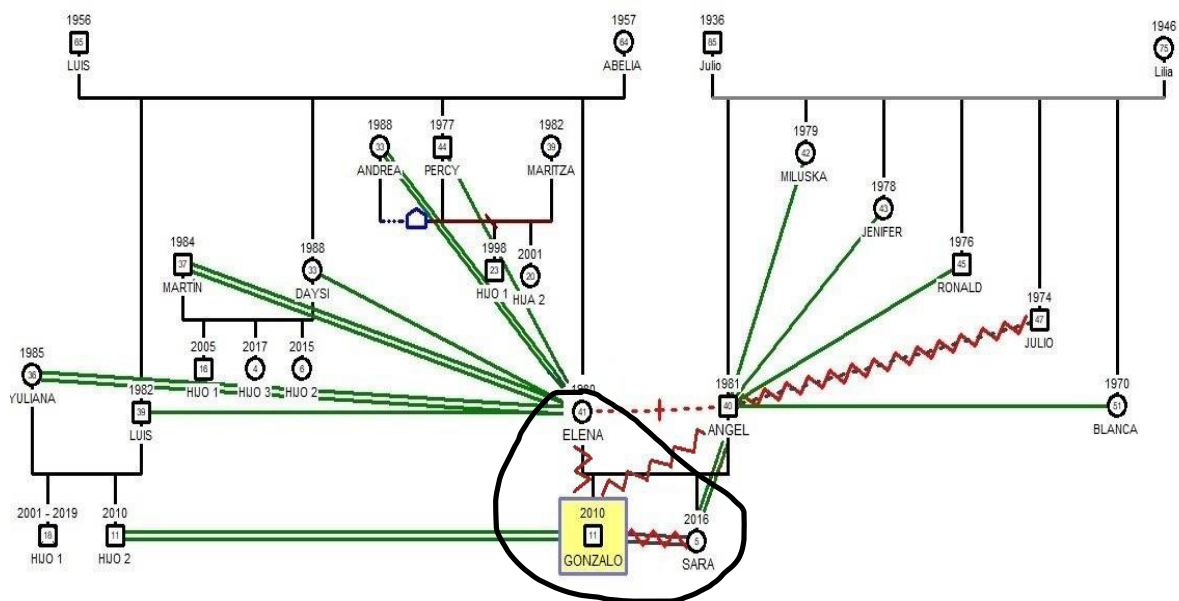 1956
65
LUIS
1957
64
ABELIA
1936
85
Julio
1946
75
Lilia
1988
33
ANDREA
1977
44
PERCY
1982
39
MARITZA
1979
42
MILUSKA
1978
43
JENIFER
1976
45
RONALD
1974
47
JULIO
1984
37
MARTÍN
1988
33
DAYSI
1998
23
HIJO 1
2001
20
HIJA 2
2005
16
HIJO 1
2017
4
HIJO 3
2015
6
HIJO 2
1985
36
YULIANA
1982
39
LUIS
1980
41
ELENA
1981
40
ANGEL
1970
51
BLANCA
2001 - 2019
18
HIJO 1
2010
11
HIJO 2
2010
11
GONZALO
2016
5
SARA